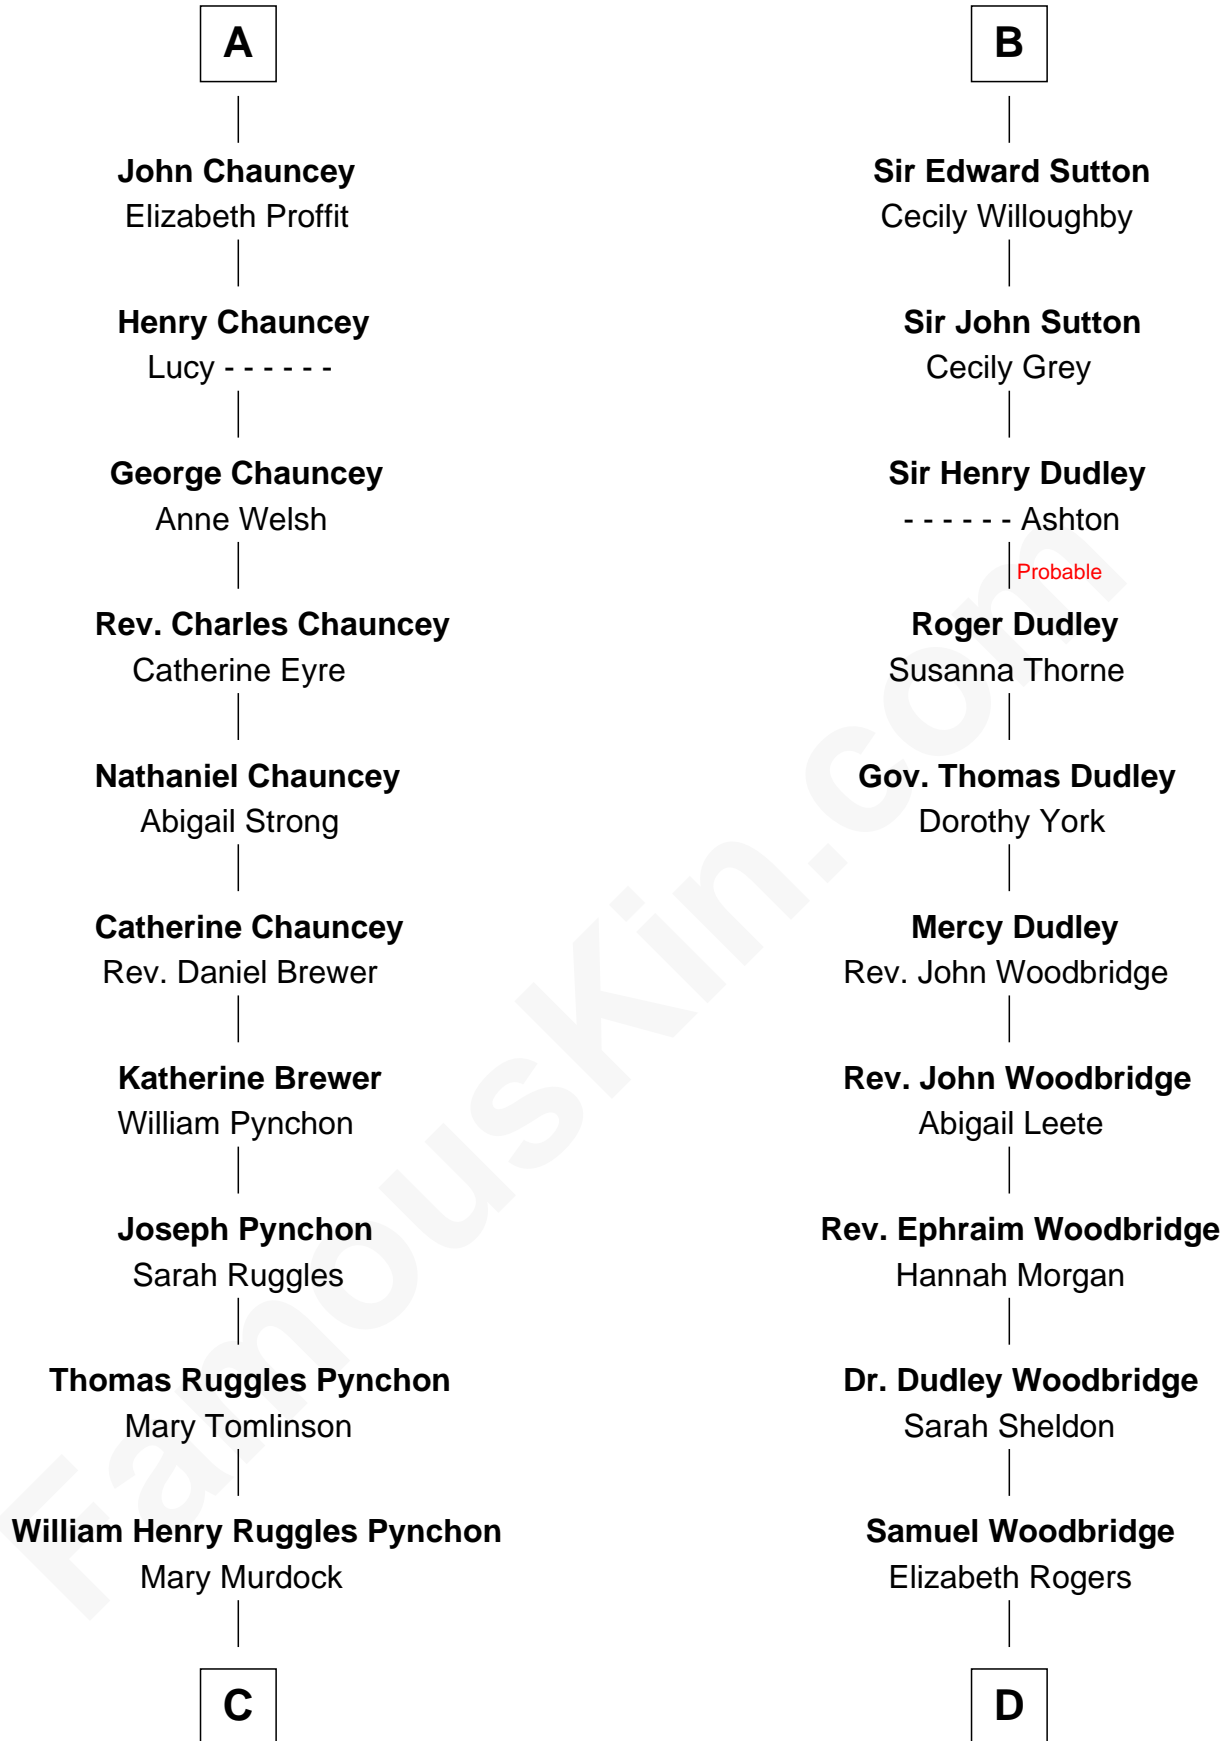 A
John Chauncey
Elizabeth Proffit
Henry Chauncey
Lucy - - - - - -
George Chauncey
Anne Welsh
Rev. Charles Chauncey
Catherine Eyre
Nathaniel Chauncey
Abigail Strong
Catherine Chauncey
Rev. Daniel Brewer
Katherine Brewer
William Pynchon
Joseph Pynchon
Sarah Ruggles
Thomas Ruggles Pynchon
Mary Tomlinson
William Henry Ruggles Pynchon
Mary Murdock
C
B
Sir Edward Sutton
Cecily Willoughby
Sir John Sutton
Cecily Grey
Sir Henry Dudley
- - - - - - Ashton
Probable
Roger Dudley
Susanna Thorne
Gov. Thomas Dudley
Dorothy York
Mercy Dudley
Rev. John Woodbridge
Rev. John Woodbridge
Abigail Leete
Rev. Ephraim Woodbridge
Hannah Morgan
Dr. Dudley Woodbridge
Sarah Sheldon
Samuel Woodbridge
Elizabeth Rogers
D
FamousKin.com